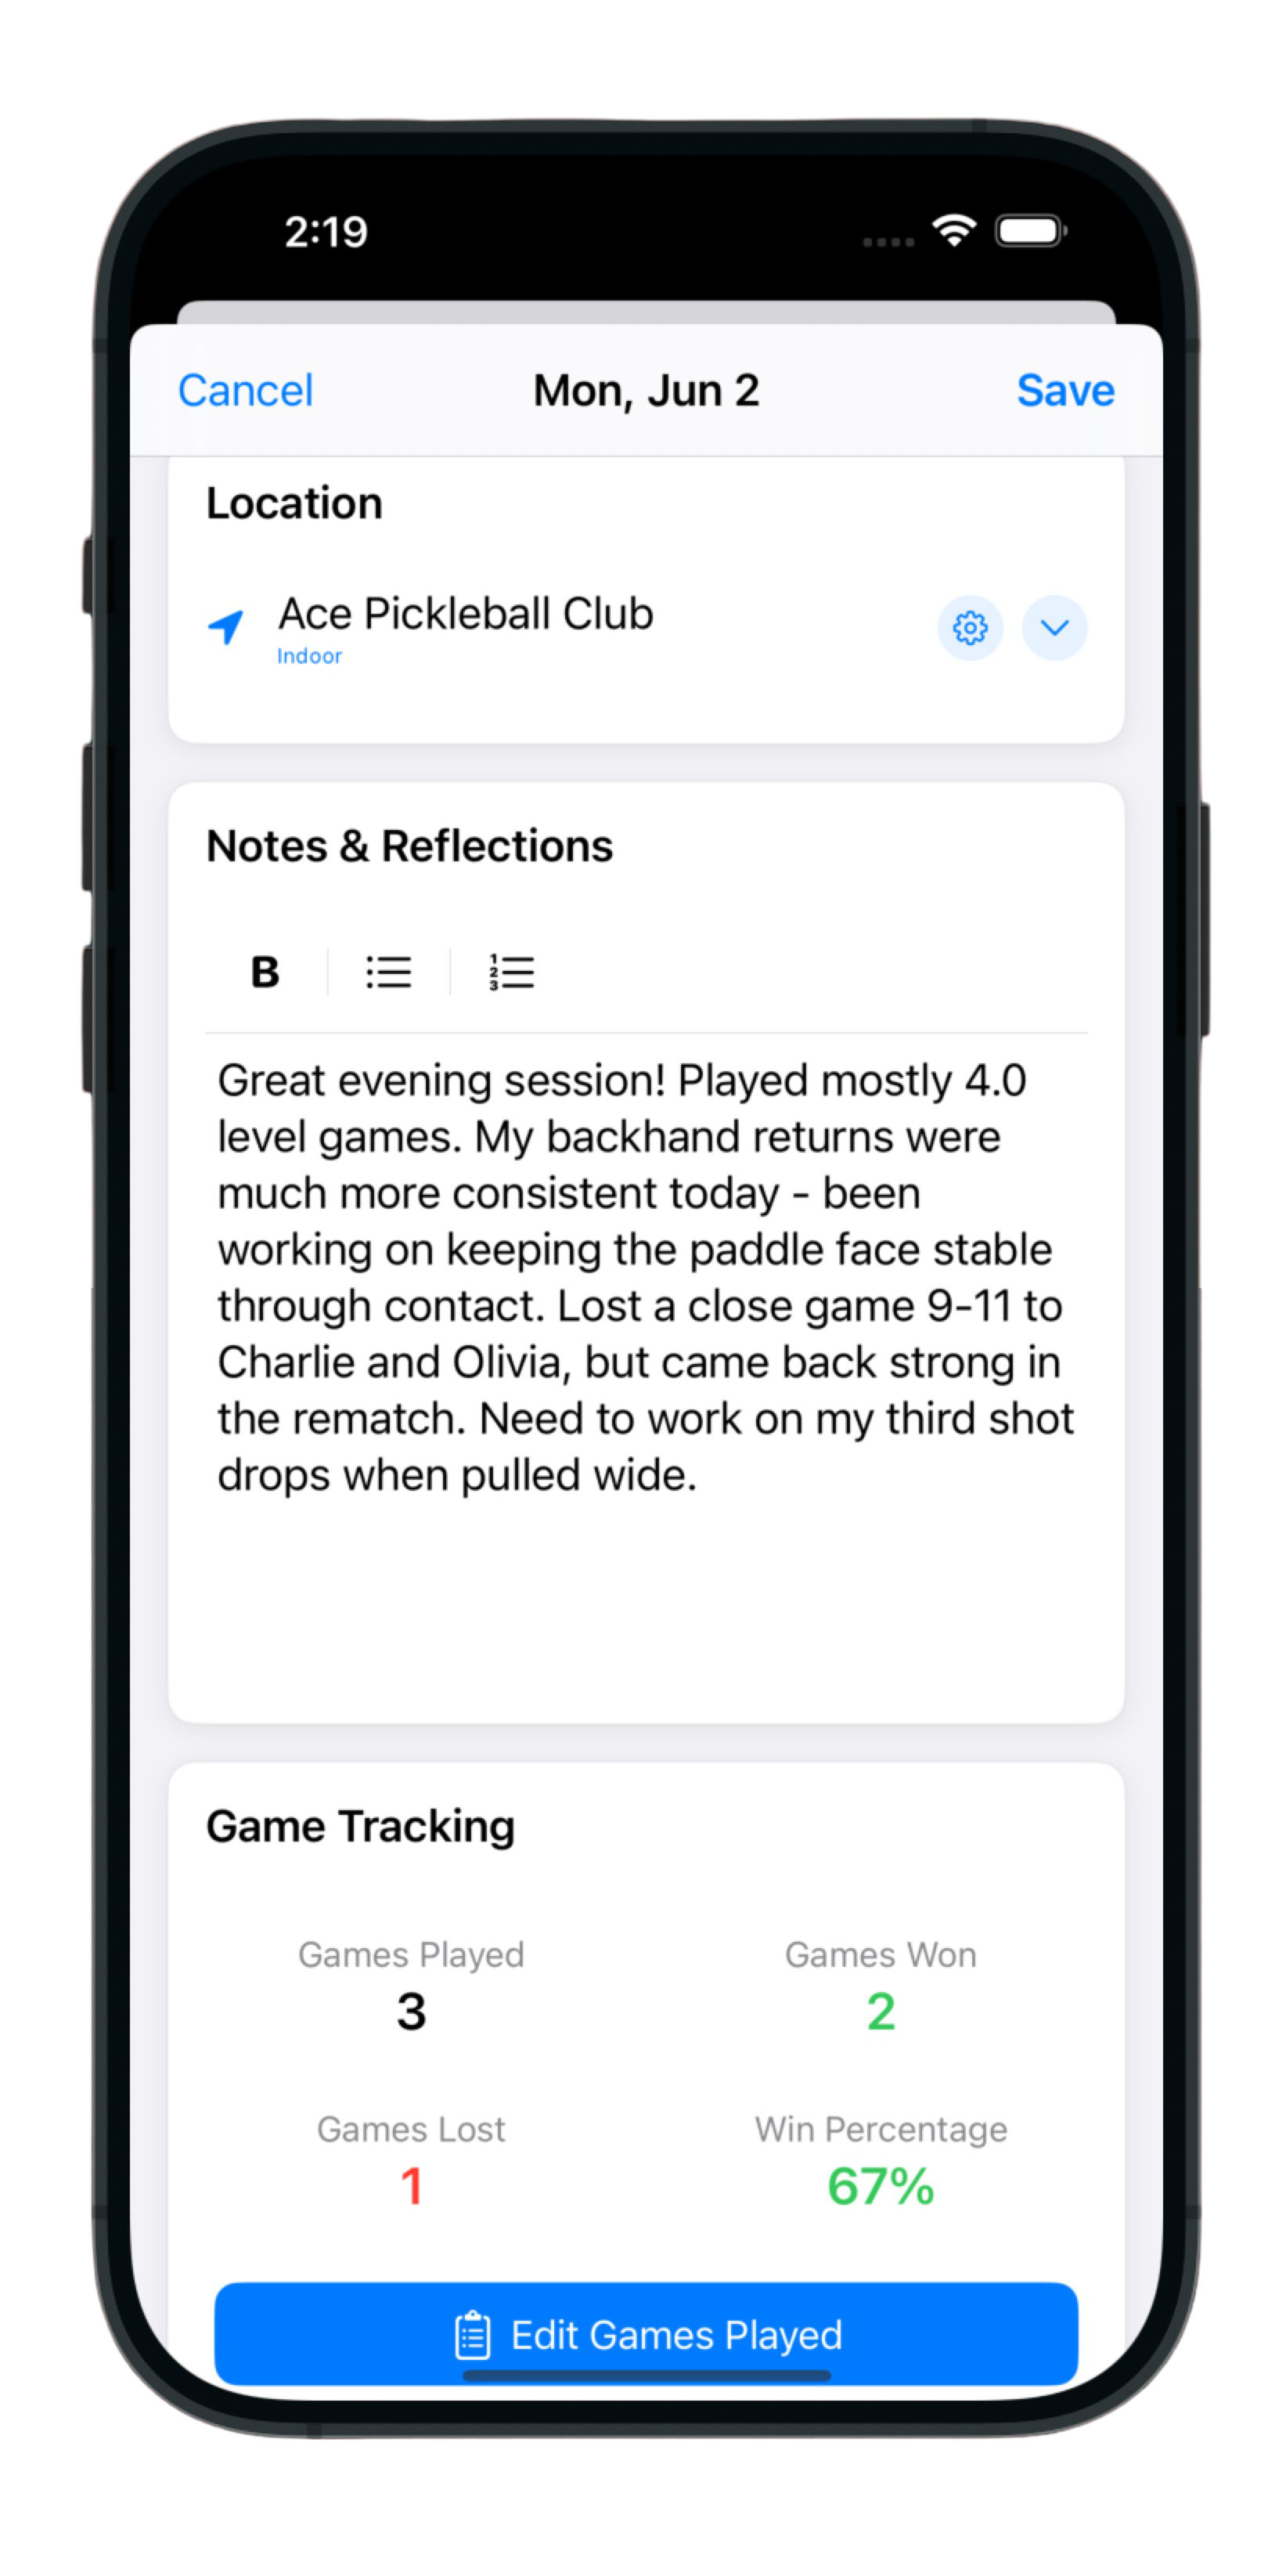 2:19
Cancel Mon, Jun 2 Save
Location
Ace Pickleball Club
Indoor
Notes & Reflections
B
1
2
3
Great evening session! Played mostly 4.0
level games. My backhand returns were
much more consistent today - been
working on keeping the paddle face stable
through contact. Lost a close game 9-11 to
Charlie and Olivia, but came back strong in
the rematch. Need to work on my third shot
drops when pulled wide.
Game Tracking
Games Played Games Won
3 2
Games Lost Win Percentage
1 67%
Edit Games Played